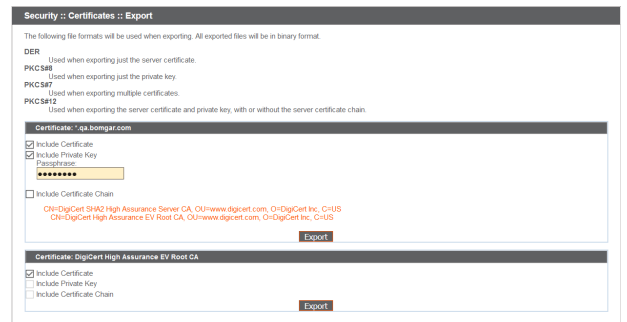 Security :: Certificates :: Export
The following file formats will be used when exporting. All exported files will be in binary format.
DER
Used when exporting just the server certificate.
PKCS#8
Used when exporting just the private key.
PKCS#7
Used when exporting multiple certificates.
PKCS#12
Used when exporting the server certificate and private key, with or without the server certificate chain.
Certificate: *.qa.bomgar.com
Include Certificate
Include Private Key
Passphrase:
••••••••
Include Certificate Chain
CN=DigiCert SHA2 High Assurance Server CA, OU=www.digicert.com, O=DigiCert Inc, C=US
CN=DigiCert High Assurance EV Root CA, OU=www.digicert.com, O=DigiCert Inc, C=US
Export
Certificate: DigiCert High Assurance EV Root CA
Include Certificate
Include Private Key
Include Certificate Chain
Export